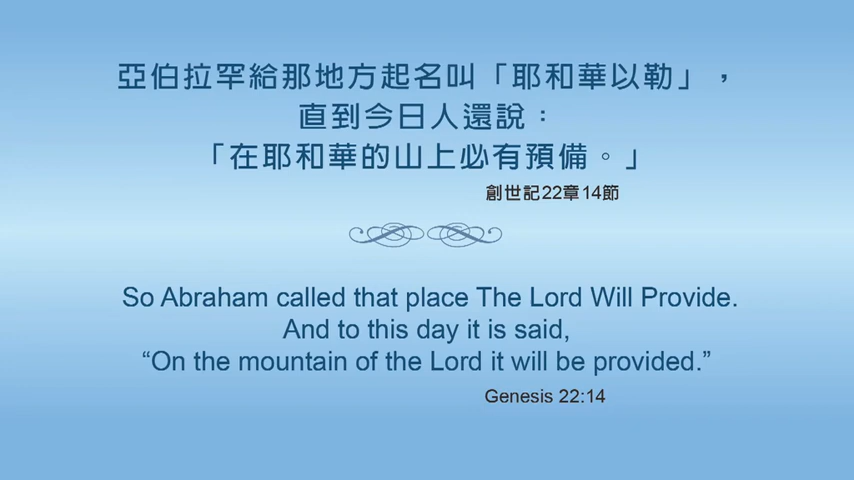 亞伯拉罕給那地方起名叫「耶和華以勒」，
直到今日人還說：
「在耶和華的山上必有預備。」
創世記22章14節
So Abraham called that place The Lord Will Provide.
And to this day it is said,
“On the mountain of the Lord it will be provided.”
Genesis 22:14